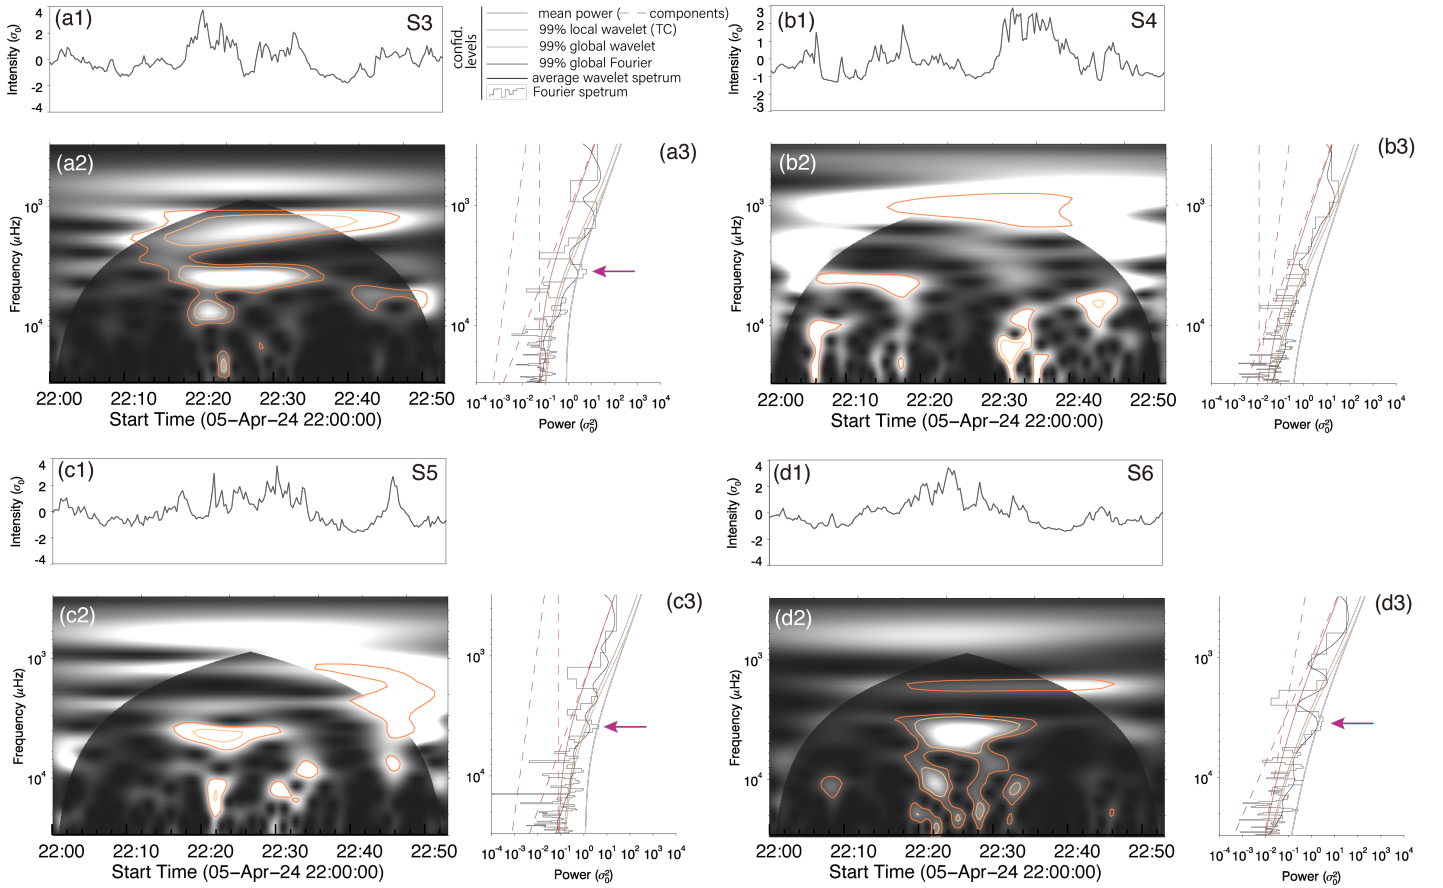 (a1) S3
Intensity (σ₀)
4
2
0
-2
-4
confid. levels
mean power (— — components)
99% local wavelet (TC)
99% global wavelet
99% global Fourier
average wavelet spetrum
Fourier spetrum
(b1) S4
Intensity (σ₀)
3
2
1
0
-1
-2
-3
(a2)
Frequency (μHz)
10³
10⁴
22:00 22:10 22:20 22:30 22:40 22:50
Start Time (05-Apr-24 22:00:00)
(a3)
10³
10⁴
10⁻⁴ 10⁻³ 10⁻² 10⁻¹ 10⁰ 10¹ 10² 10³ 10⁴
Power (σ₀²)
(b2)
Frequency (μHz)
10³
10⁴
22:00 22:10 22:20 22:30 22:40 22:50
Start Time (05-Apr-24 22:00:00)
(b3)
10³
10⁴
10⁻⁴ 10⁻³ 10⁻² 10⁻¹ 10⁰ 10¹ 10² 10³ 10⁴
Power (σ₀²)
(c1) S5
Intensity (σ₀)
4
2
0
-2
-4
(d1) S6
Intensity (σ₀)
4
2
0
-2
-4
(c2)
Frequency (μHz)
10³
10⁴
22:00 22:10 22:20 22:30 22:40 22:50
Start Time (05-Apr-24 22:00:00)
(c3)
10³
10⁴
10⁻⁴ 10⁻³ 10⁻² 10⁻¹ 10⁰ 10¹ 10² 10³ 10⁴
Power (σ₀²)
(d2)
Frequency (μHz)
10³
10⁴
22:00 22:10 22:20 22:30 22:40 22:50
Start Time (05-Apr-24 22:00:00)
(d3)
10³
10⁴
10⁻⁴ 10⁻³ 10⁻² 10⁻¹ 10⁰ 10¹ 10² 10³ 10⁴
Power (σ₀²)